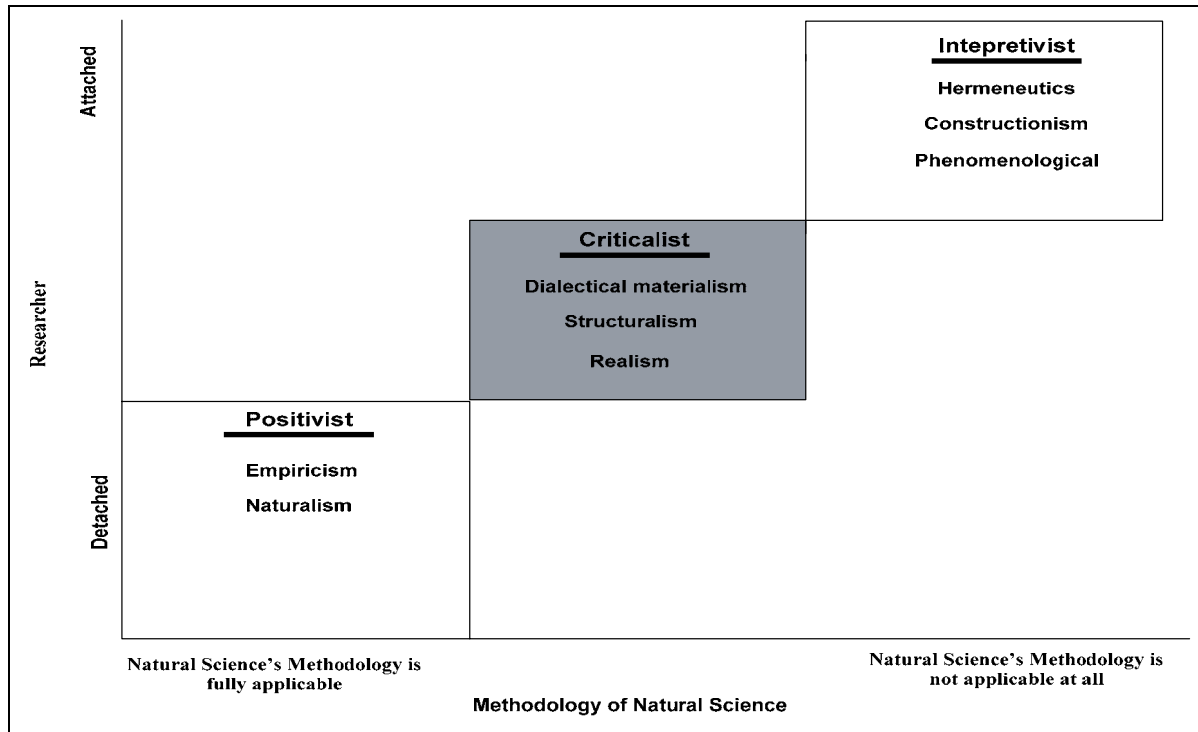 Attached
Researcher
Detached
Intepretivist
Hermeneutics
Constructionism
Phenomenological
Criticalist
Dialectical materialism
Structuralism
Realism
Positivist
Empiricism
Naturalism
Natural Science's Methodology is
fully applicable
Natural Science's Methodology is
not applicable at all
Methodology of Natural Science